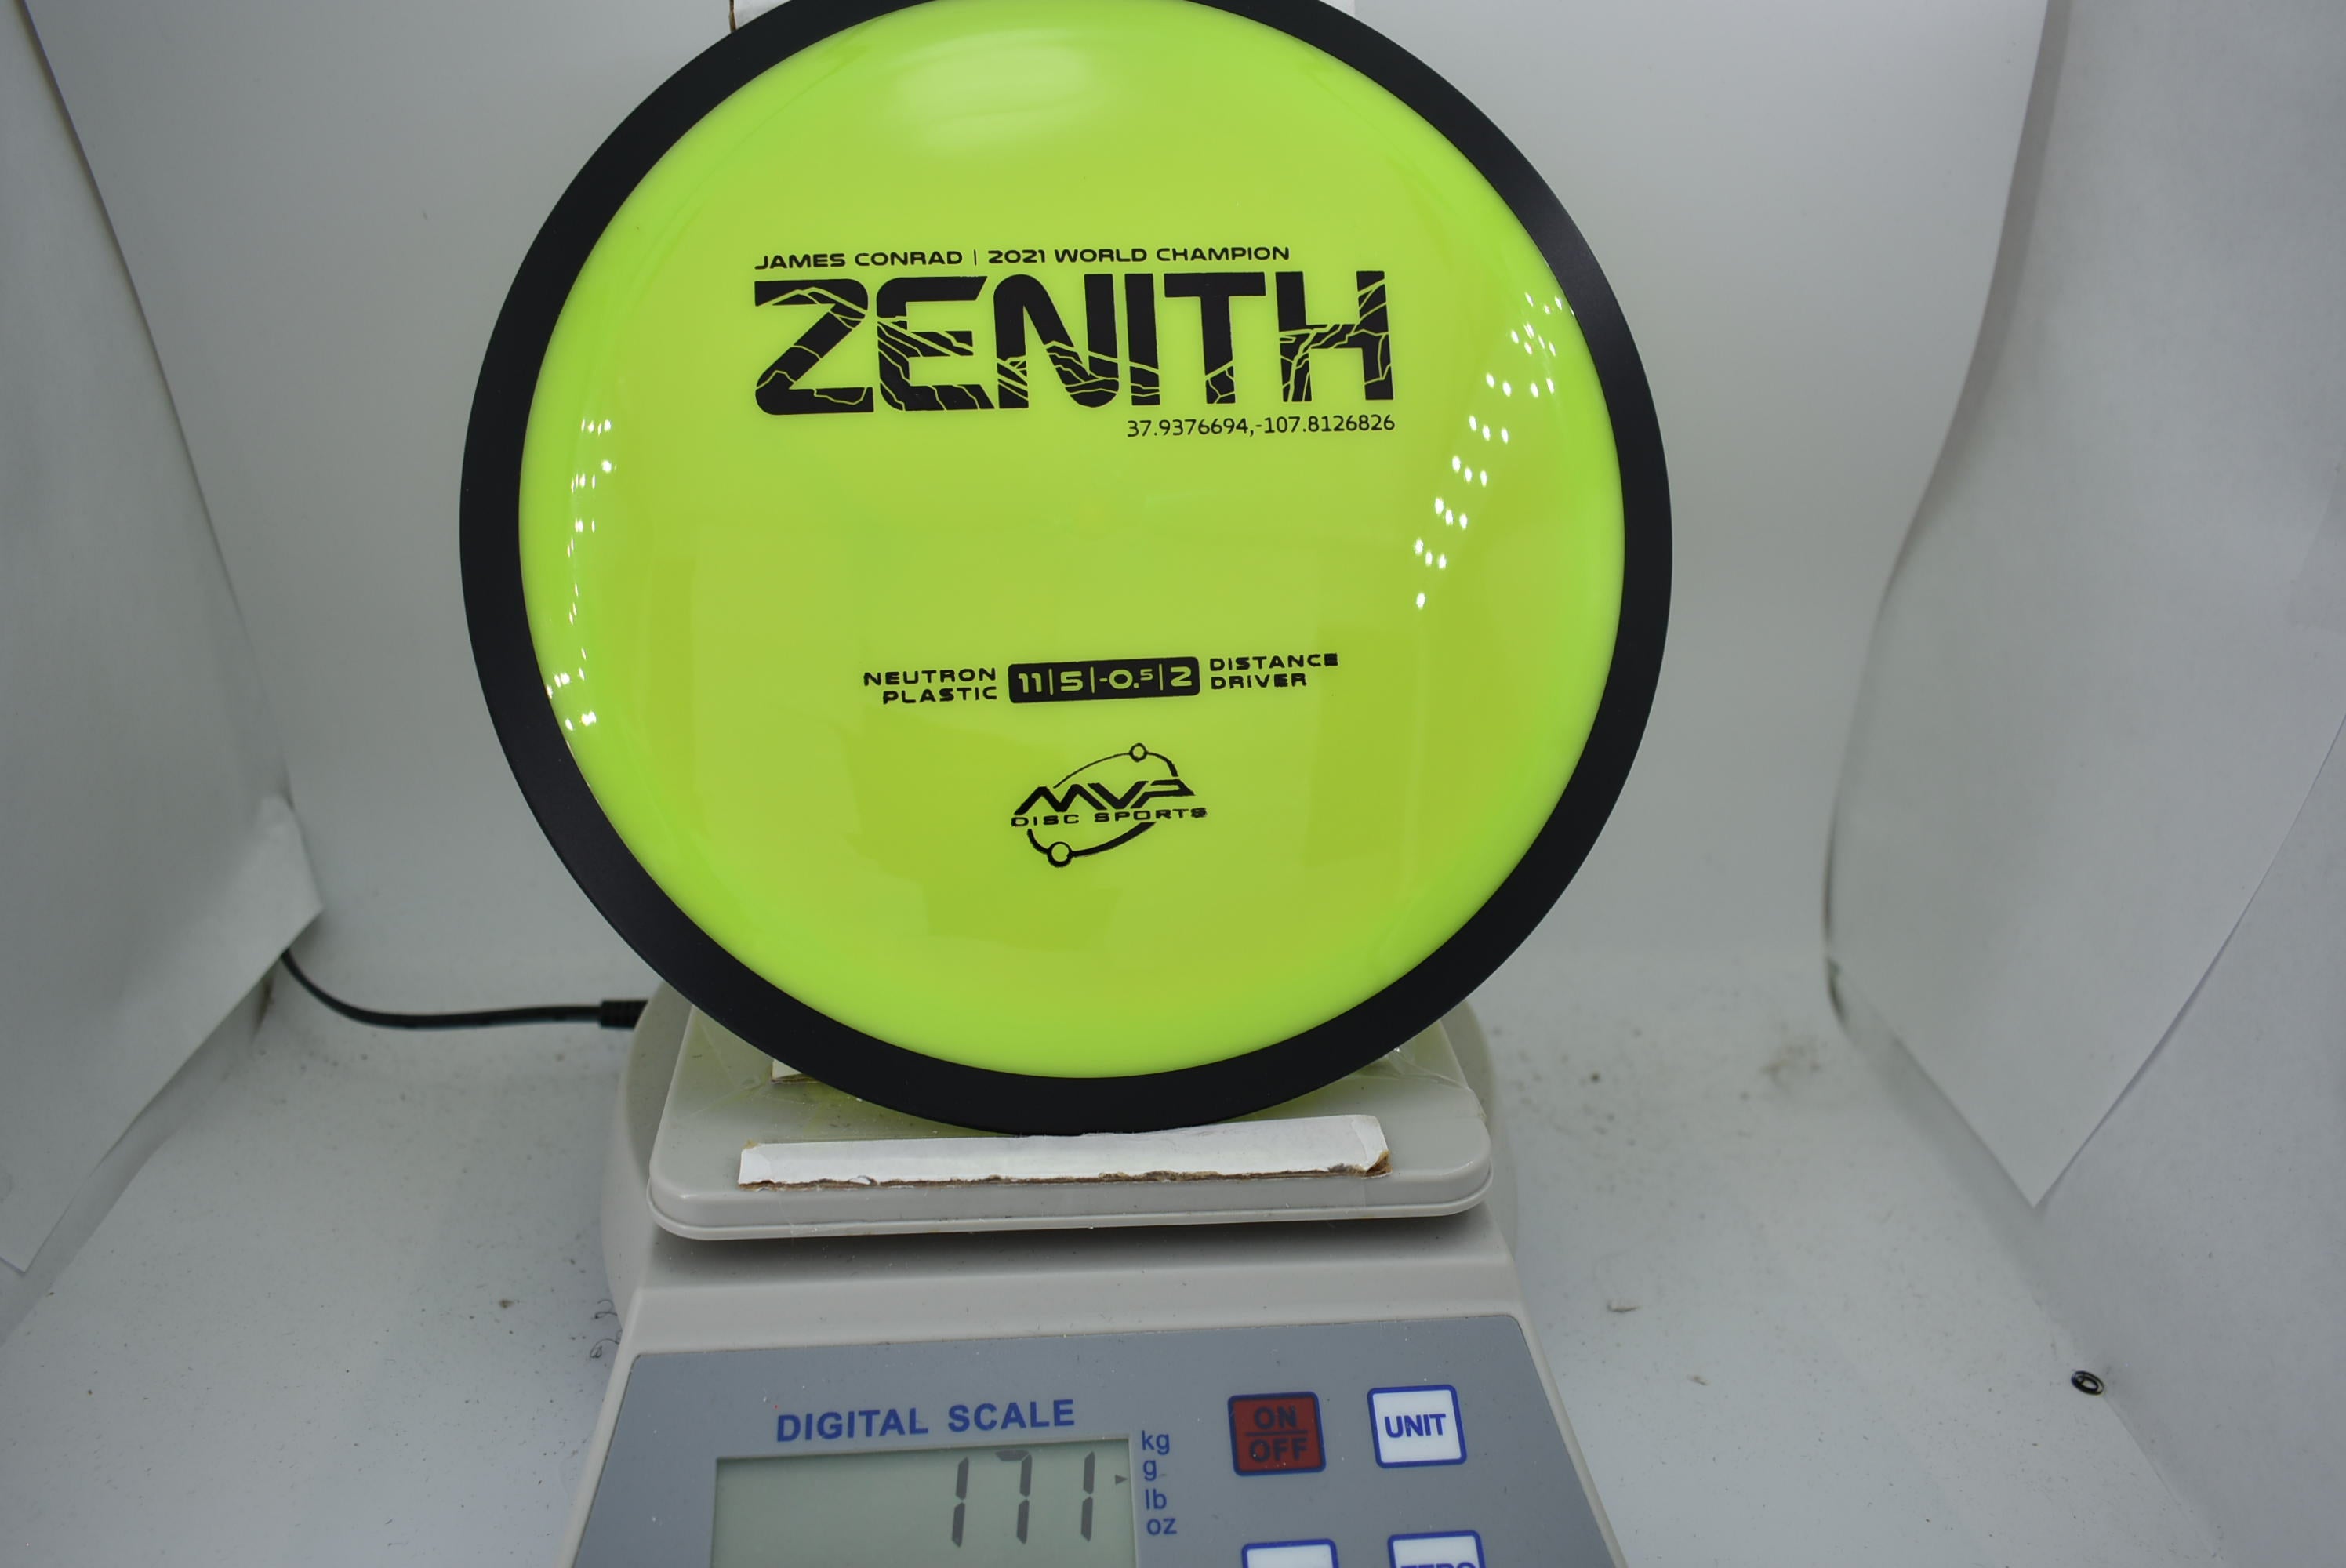 JAMES CONRAD | 2021 WORLD CHAMPION
ZENITH
37.9376694,-107.8126826
NEUTRON PLASTIC
11|5|-0.5|2
DISTANCE DRIVER
MVP
DISC SPORTS
DIGITAL SCALE
171
kg
g
lb
oz
ON
OFF
UNIT
ZERO